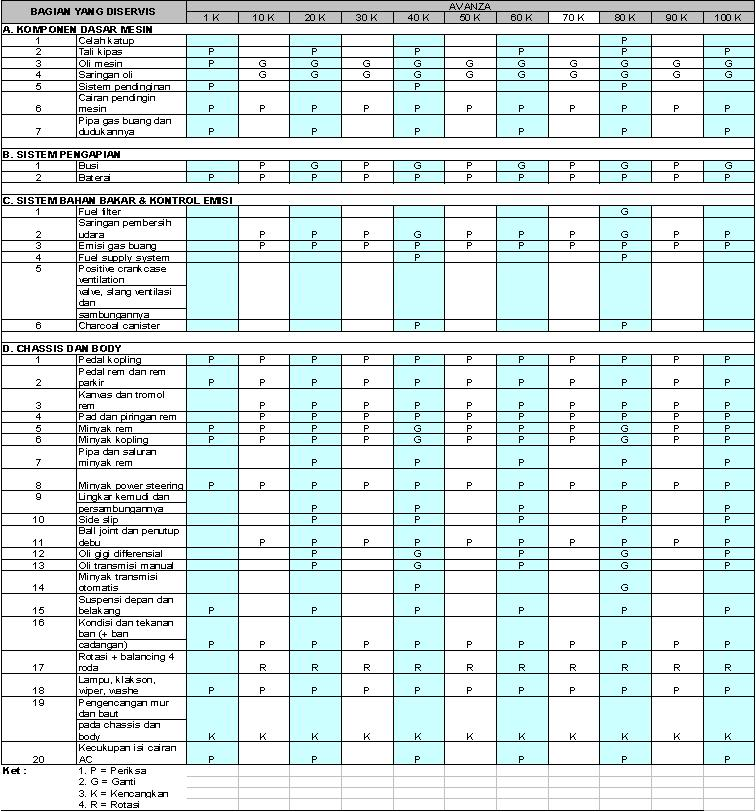 BAGIAN YANG DISERVIS
AVANZA
1 K 10 K 20 K 30 K 40 K 50 K 60 K 70 K 80 K 90 K 100 K
A. KOMPONEN DASAR MESIN
1 Celah katup P
2 Tali kipas P P P P P P
3 Oli mesin P G G G G G G G G G G
4 Saringan oli G G G G G G G G G G
5 Sistem pendinginan P P P
Cairan pendingin
6 mesin P P P P P P P P P P
Pipa gas buang dan
7 dudukannya P P P P P P
B. SISTEM PENGAPIAN
1 Busi P G P G P G P G P G
2 Baterai P P P P P P P P P P P
C. SISTEM BAHAN BAKAR & KONTROL EMISI
1 Fuel filter G
Saringan pembersih
2 udara P P P G P P P G P P
3 Emisi gas buang P P P P P P P P P P
4 Fuel supply system P P
5 Positive crankcase
ventilation
valve, slang ventilasi
dan
sambungannya
6 Charcoal canister P P
D. CHASSIS DAN BODY
1 Pedal kopling P P P P P P P P P P P
Pedal rem dan rem
2 parkir P P P P P P P P P P P
Kanvas dan tromol
3 rem P P P P P P P P P P
4 Pad dan piringan rem P P P P P P P P P P
5 Minyak rem P P P P G P P P G P P
6 Minyak kopling P P P P G P P P G P P
Pipa dan saluran
7 minyak rem P P P P P
8 Minyak power steering P P P P P P P P P P P
9 Lingkar kemudi dan
persambungannya P P P P P
10 Side slip P P P P P
Ball joint dan penutup
11 debu P P P P P P P P P P
12 Oli gigi differensial P G P G P
13 Oli transmisi manual P G P G P
Minyak transmisi
14 otomatis P G
Suspensi depan dan
15 belakang P P P P P P
16 Kondisi dan tekanan
ban (+ ban
cadangan) P P P P P P P P P P P
Rotasi + balancing 4
17 roda R R R R R R R R R R
Lampu, klakson,
18 wiper, washe P P P P P P P P P P P
19 Pengencangan mur
dan baut
pada chassis dan
body K K K K K K K K K K K
Kecukupan isi cairan
20 AC P P P P P P
Ket : 1. P = Periksa
2. G = Ganti
3. K = Kencangkan
4. R = Rotasi